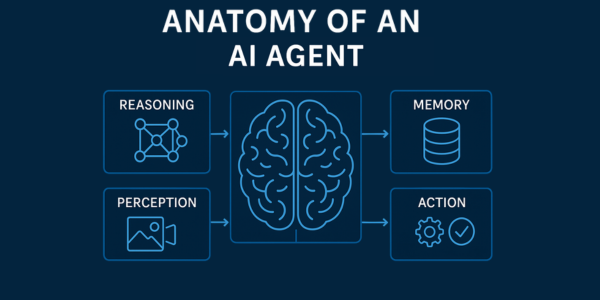 ANATOMY OF AN
AI AGENT
REASONING
MEMORY
PERCEPTION
ACTION